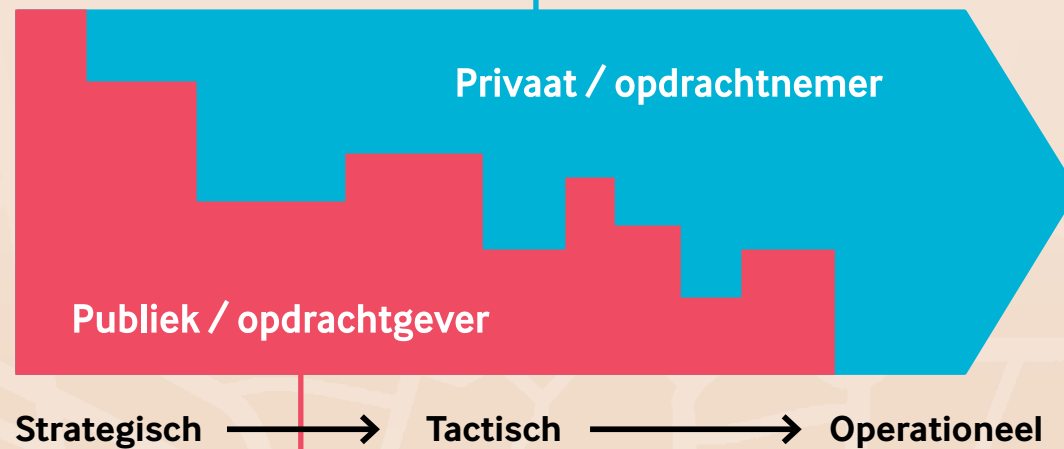 Privaat / opdrachtnemer
Publiek / opdrachtgever
Strategisch Tactisch Operationeel